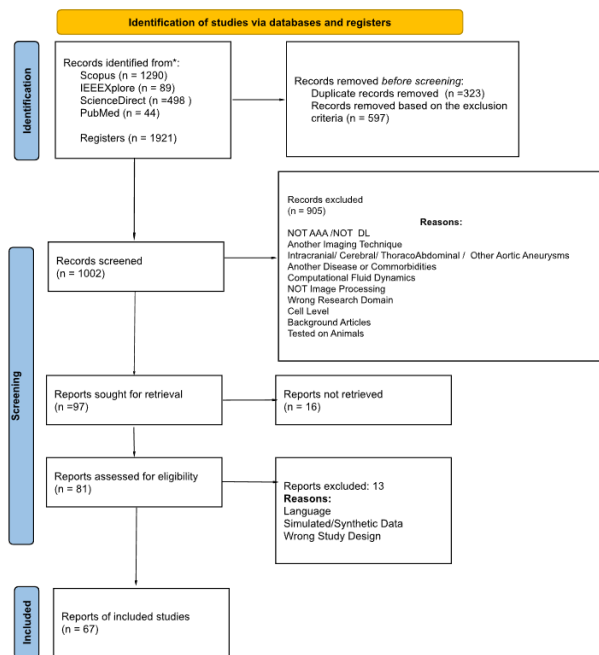 Identification of studies via databases and registers
Identification
Records identified from*:
Scopus (n = 1290)
IEEEXplore (n = 89)
ScienceDirect (n =498 )
PubMed (n = 44)
Registers (n = 1921)
Records removed before screening:
Duplicate records removed (n =323)
Records removed based on the exclusion
criteria (n = 597)
Screening
Records screened
(n = 1002)
Records excluded
(n = 905)
Reasons:
NOT AAA /NOT DL
Another Imaging Technique
Intracranial/ Cerebral/ ThoracoAbdominal / Other Aortic Aneurysms
Another Disease or Commorbidities
Computational Fluid Dynamics
NOT Image Processing
Wrong Research Domain
Cell Level
Background Articles
Tested on Animals
Reports sought for retrieval
(n =97)
Reports not retrieved
(n = 16)
Reports assessed for eligibility
(n = 81)
Reports excluded: 13
Reasons:
Language
Simulated/Synthetic Data
Wrong Study Design
Included
Reports of included studies
(n = 67)